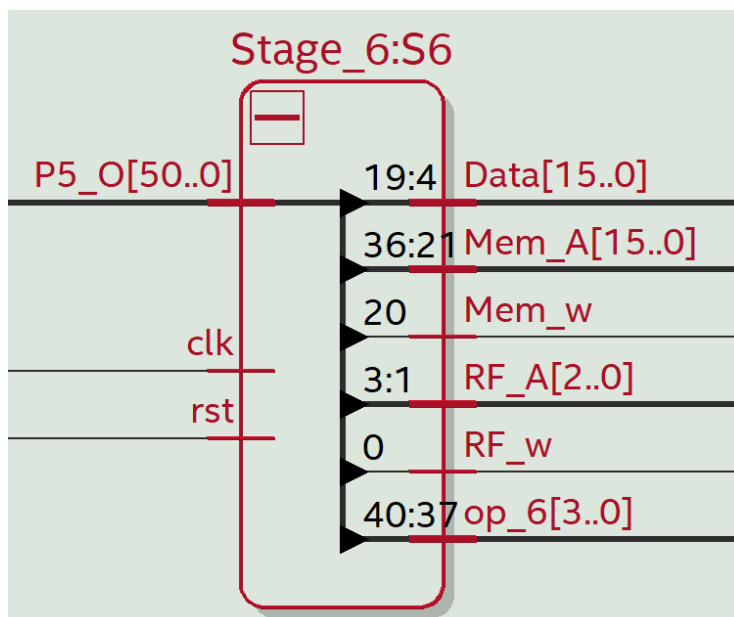 Stage_6:S6
P5_O[50..0]
19:4 Data[15..0]
36:21 Mem_A[15..0]
20 Mem_w
clk
3:1 RF_A[2..0]
rst
0 RF_w
40:37 op_6[3..0]